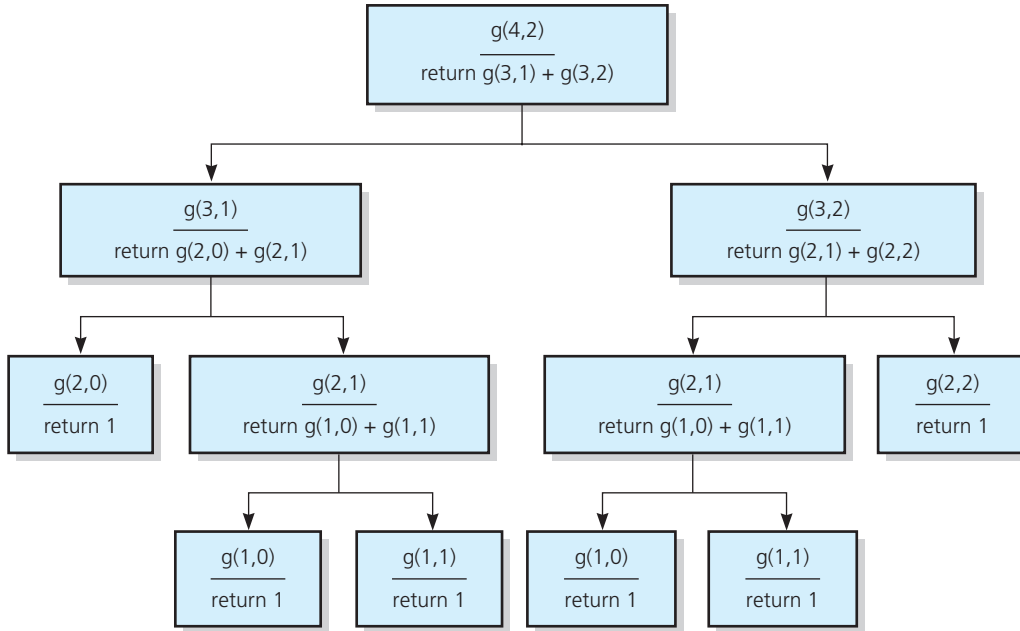 g(4,2)
return g(3,1) + g(3,2)
g(3,1)
return g(2,0) + g(2,1)
g(3,2)
return g(2,1) + g(2,2)
g(2,0)
return 1
g(2,1)
return g(1,0) + g(1,1)
g(2,1)
return g(1,0) + g(1,1)
g(2,2)
return 1
g(1,0)
return 1
g(1,1)
return 1
g(1,0)
return 1
g(1,1)
return 1